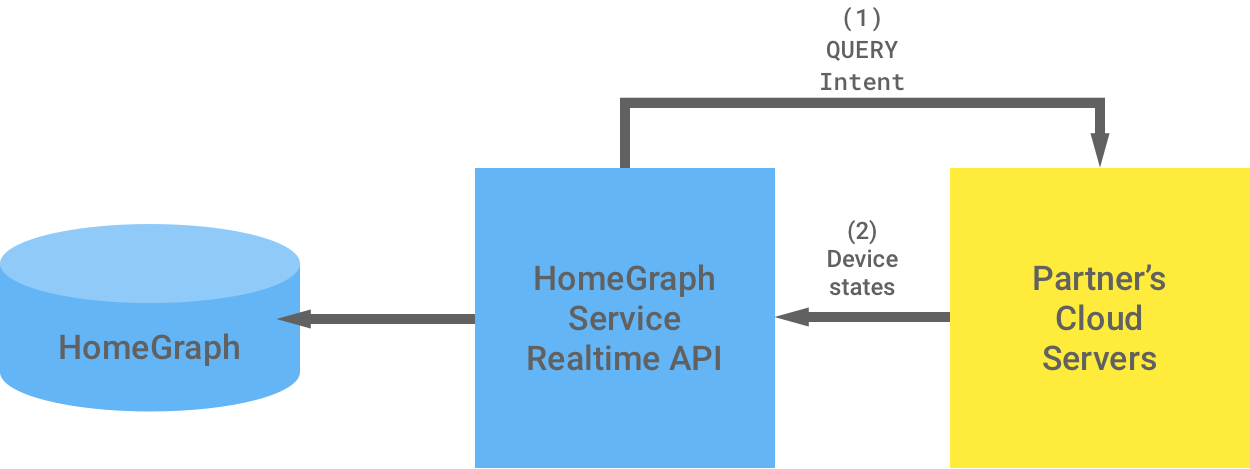 (1)
QUERY
Intent
(2)
Device
states
HomeGraph
HomeGraph
Service
Realtime API
Partner’s
Cloud
Servers